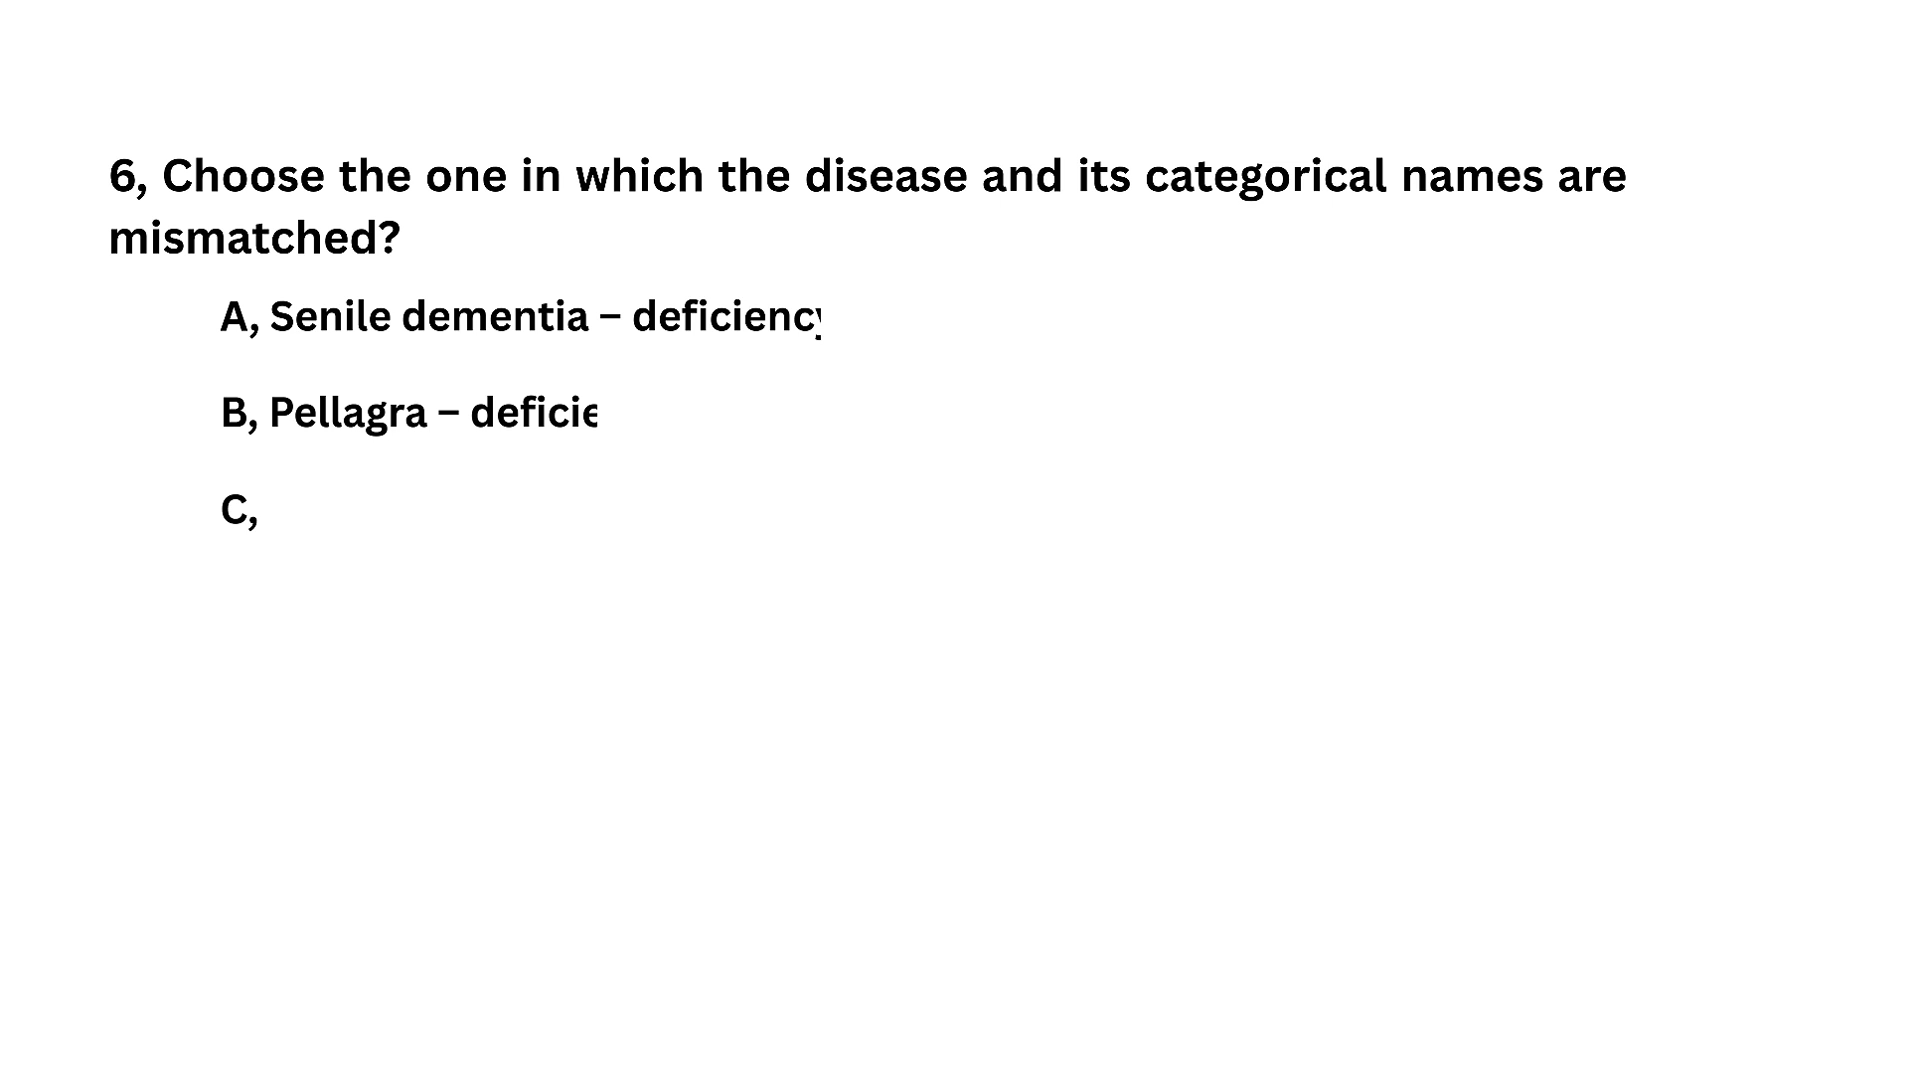 6, Choose the one in which the disease and its categorical names are
mismatched?
A, Senile dementia – deficiency
B, Pellagra – deficie
C,